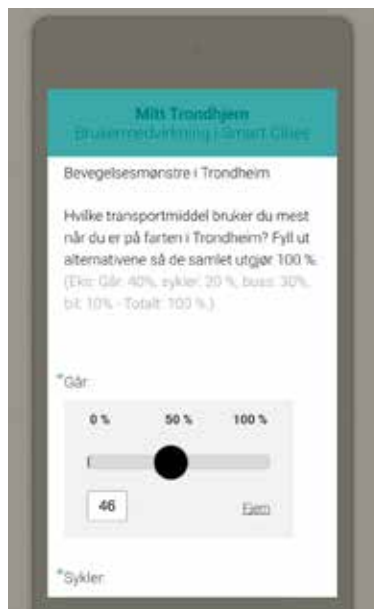 Mitt Trondhjem
Brukermedvirkning i Smart Cities
Bevegelsesmønstre i Trondheim
Hvilke transportmiddel bruker du mest
når du er på farten i Trondheim? Fyll ut
alternativene så de samlet utgjør 100 %.
(Eks: Går: 40%, sykler: 20 %, buss: 30%,
bil: 10% - Totalt: 100 %.)
*Går:
0 % 50 % 100 %
46 Fjern
*Sykler: